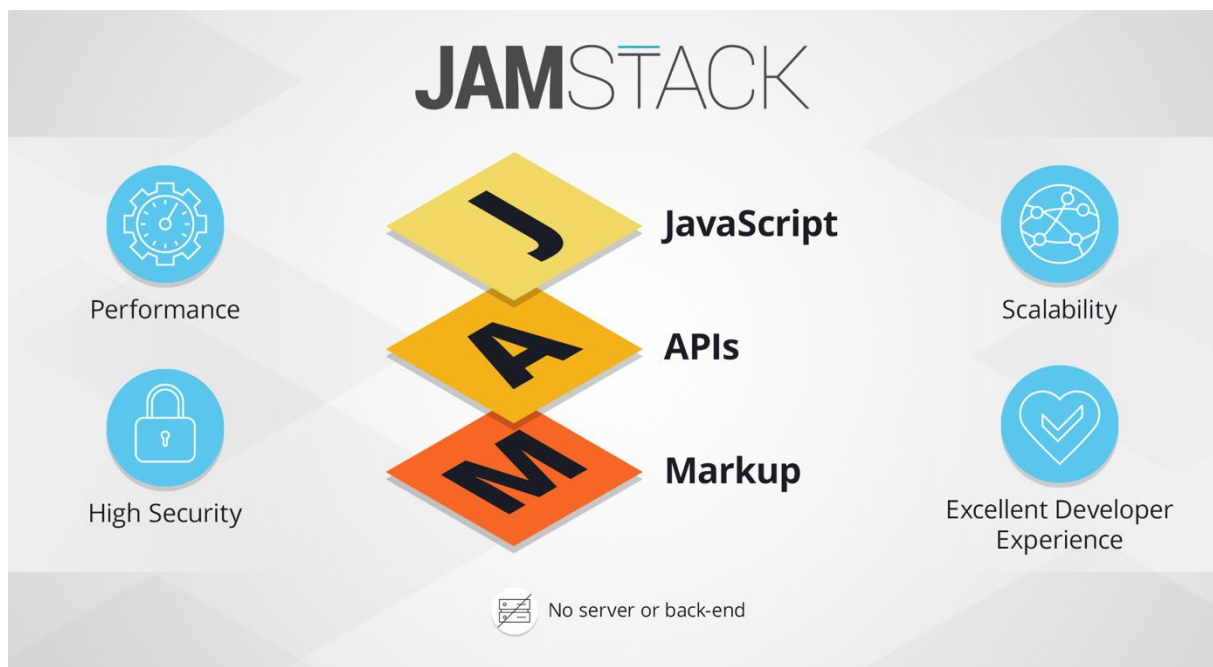 JAMSTACK
J
JavaScript
A
APIs
M
Markup
Performance
High Security
Scalability
Excellent Developer
Experience
No server or back-end